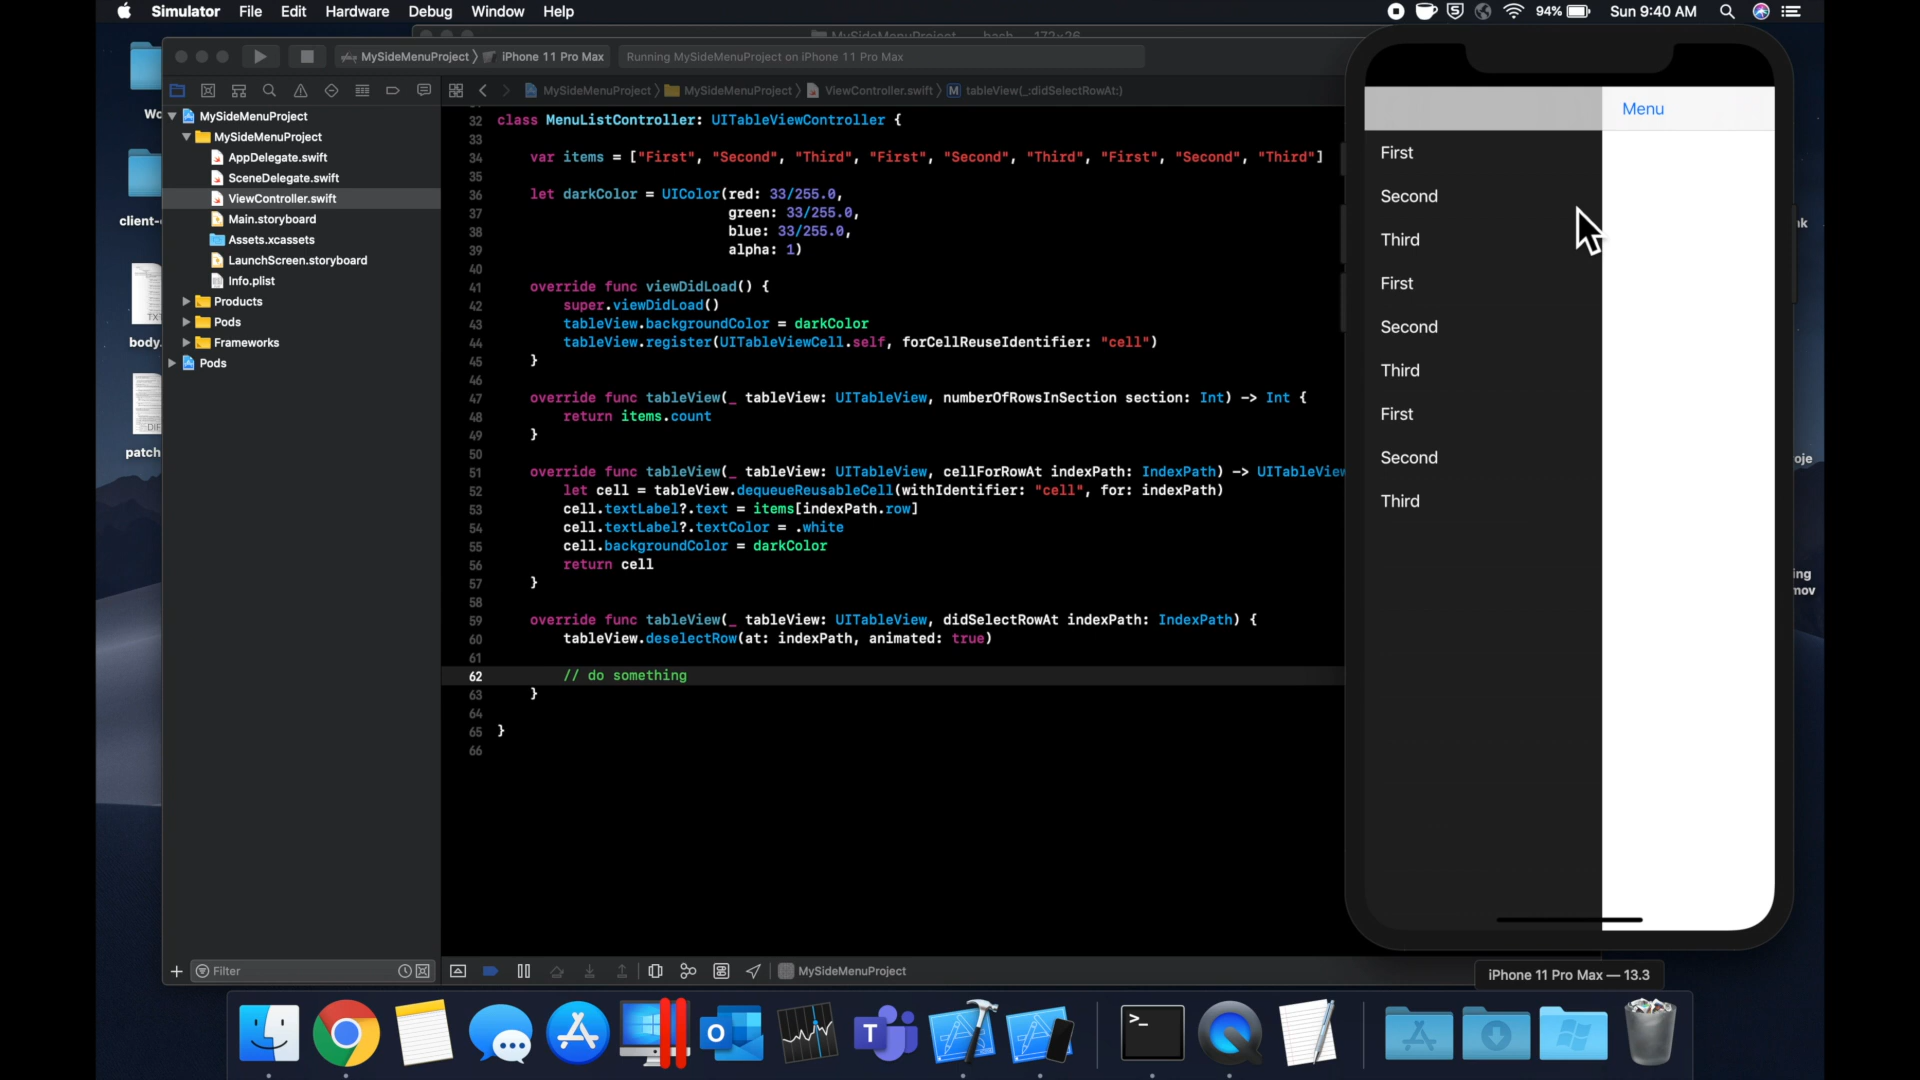 Simulator File Edit Hardware Debug Window Help
94% Sun 9:40 AM
MySideMenuProject — bash — 172×26
MySideMenuProject iPhone 11 Pro Max Running MySideMenuProject on iPhone 11 Pro Max
MySideMenuProject MySideMenuProject ViewController.swift M tableView(_:didSelectRowAt:)
MySideMenuProject
MySideMenuProject
AppDelegate.swift
SceneDelegate.swift
ViewController.swift
Main.storyboard
Assets.xcassets
LaunchScreen.storyboard
Info.plist
Products
Pods
Frameworks
Pods
Filter
Wo
client-
TXT
body.
DIF
patch
32 class MenuListController: UITableViewController {
33
34 var items = ["First", "Second", "Third", "First", "Second", "Third", "First", "Second", "Third"]
35
36 let darkColor = UIColor(red: 33/255.0,
37 green: 33/255.0,
38 blue: 33/255.0,
39 alpha: 1)
40
41 override func viewDidLoad() {
42 super.viewDidLoad()
43 tableView.backgroundColor = darkColor
44 tableView.register(UITableViewCell.self, forCellReuseIdentifier: "cell")
45 }
46
47 override func tableView(_ tableView: UITableView, numberOfRowsInSection section: Int) -> Int {
48 return items.count
49 }
50
51 override func tableView(_ tableView: UITableView, cellForRowAt indexPath: IndexPath) -> UITableView
52 let cell = tableView.dequeueReusableCell(withIdentifier: "cell", for: indexPath)
53 cell.textLabel?.text = items[indexPath.row]
54 cell.textLabel?.textColor = .white
55 cell.backgroundColor = darkColor
56 return cell
57 }
58
59 override func tableView(_ tableView: UITableView, didSelectRowAt indexPath: IndexPath) {
60 tableView.deselectRow(at: indexPath, animated: true)
61
62 // do something
63 }
64
65 }
66
MySideMenuProject
Menu
First
Second
Third
First
Second
Third
First
Second
Third
iPhone 11 Pro Max — 13.3
nk
oje
ing
mov